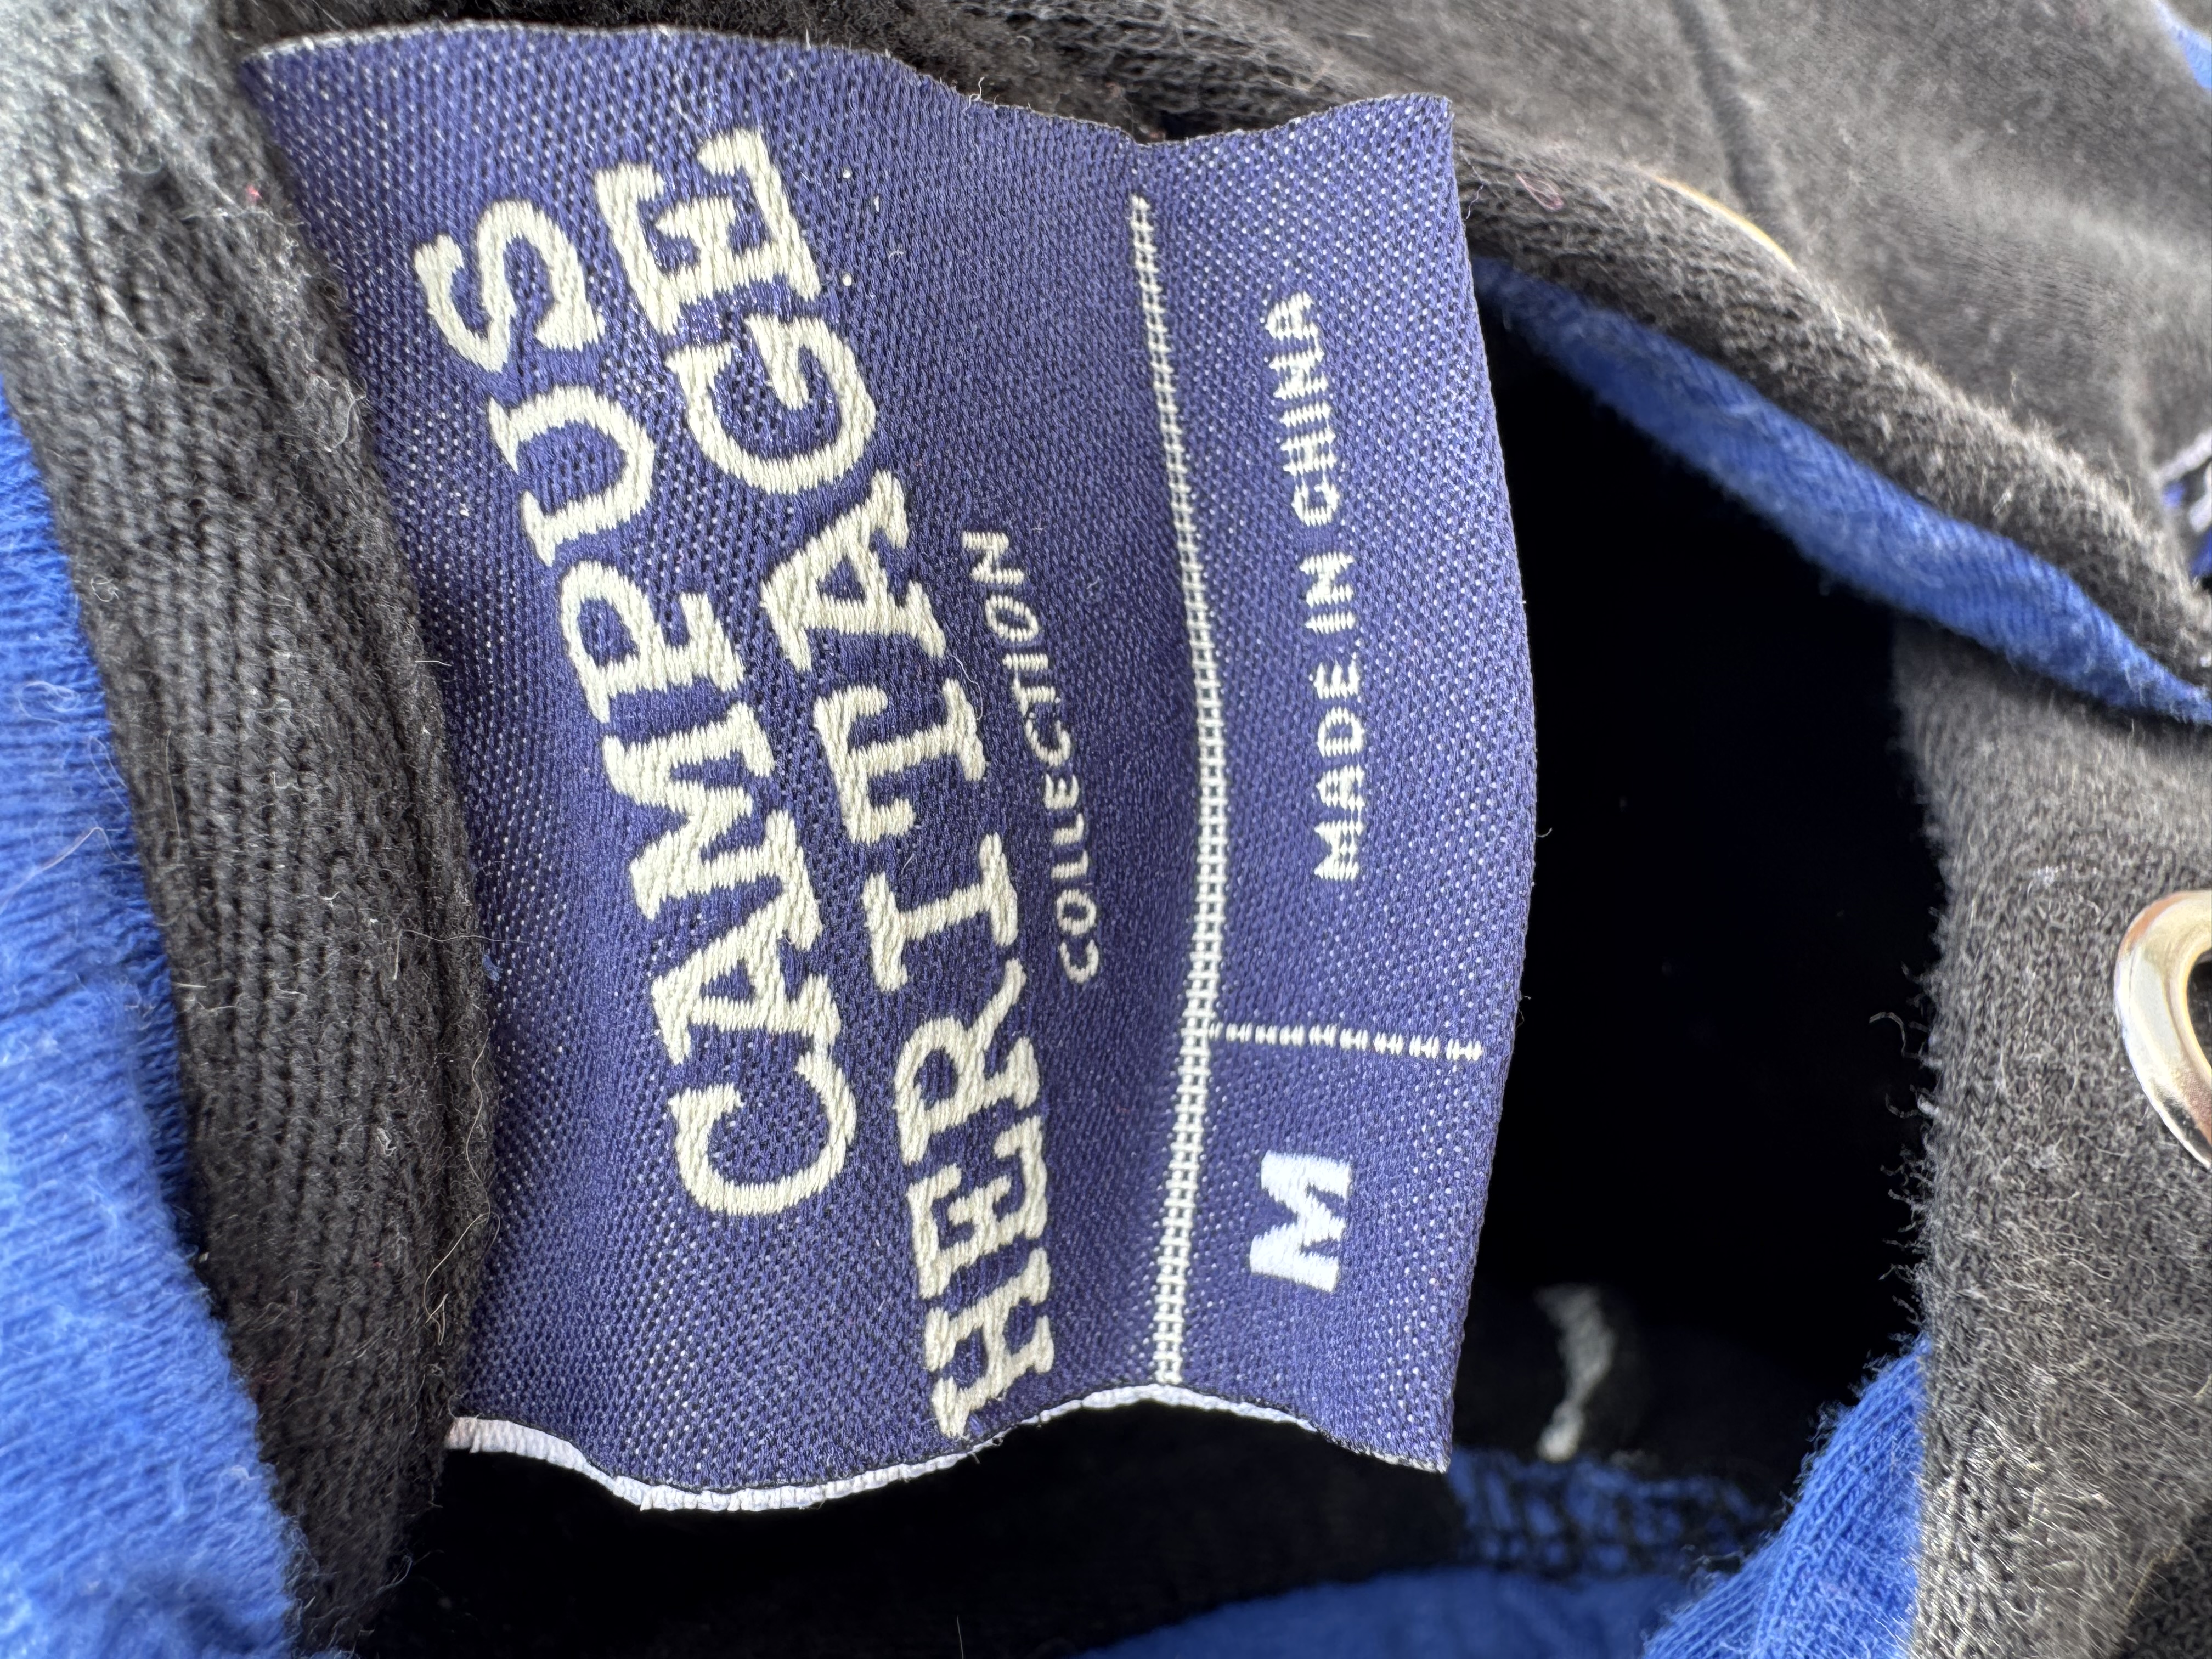 CAMPUS
HERITAGE
COLLECTION
M
MADE IN CHINA